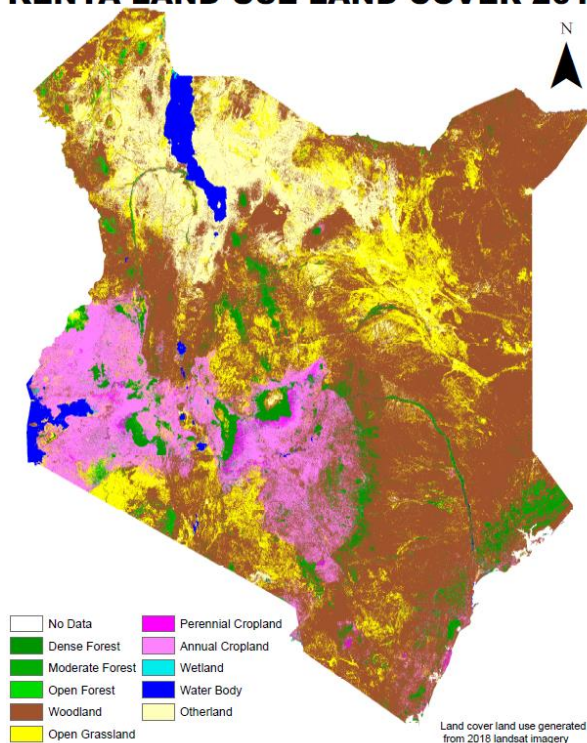 KENYA LAND USE LAND COVER 201
N
No Data
Dense Forest
Moderate Forest
Open Forest
Woodland
Open Grassland
Perennial Cropland
Annual Cropland
Wetland
Water Body
Otherland
Land cover land use generated
from 2018 landsat imagery